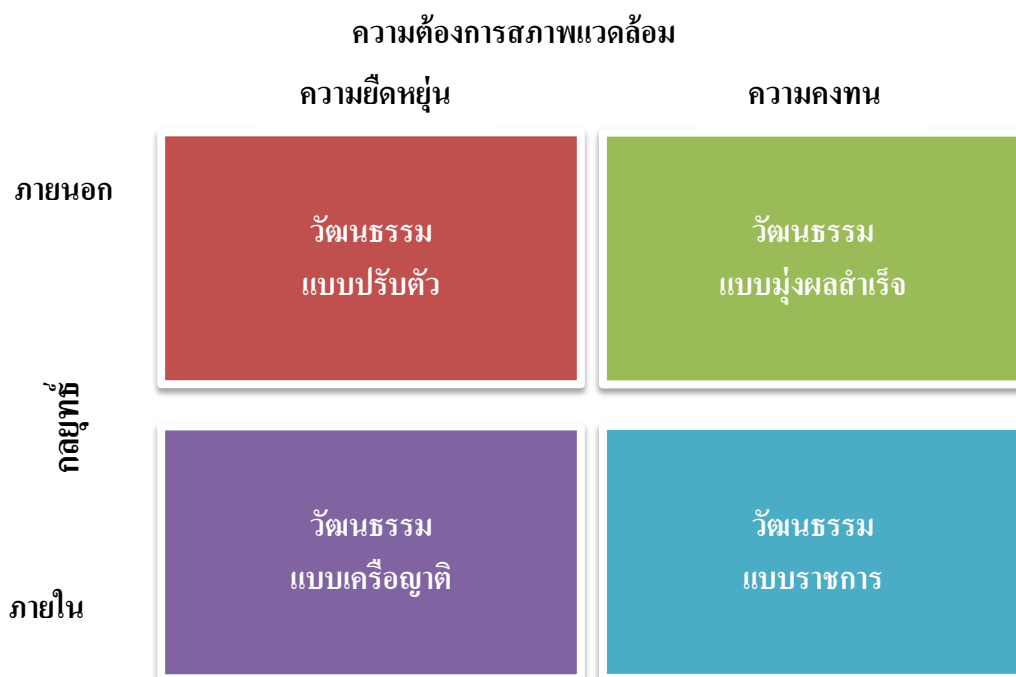 ความต้องการสภาพแวดล้อม
ความยืดหยุ่น
ความคงทน
ภายนอก
วัฒนธรรม
แบบปรับตัว
วัฒนธรรม
แบบมุ่งผลสำเร็จ
กลยุทธ์
ภายใน
วัฒนธรรม
แบบเครือญาติ
วัฒนธรรม
แบบราชการ